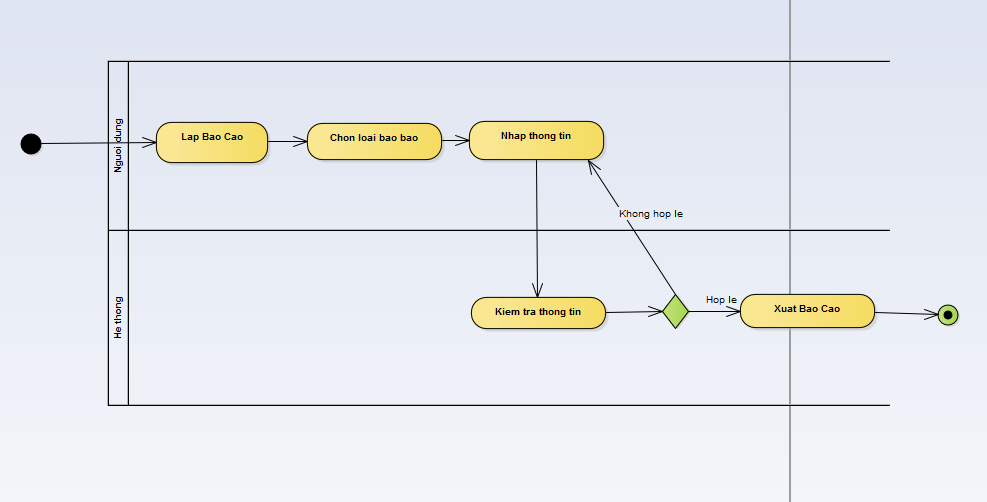 Nguoi dung
Lap Bao Cao
Chon loai bao bao
Nhap thong tin
Khong hop le
He thong
Kiem tra thong tin
Hop le
Xuat Bao Cao